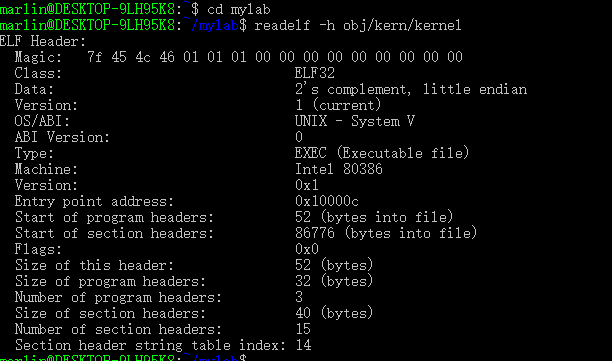 marlin@DESKTOP-9LH95K8:~$ cd mylab
marlin@DESKTOP-9LH95K8:~/mylab$ readelf -h obj/kern/kernel
ELF Header:
  Magic:   7f 45 4c 46 01 01 01 00 00 00 00 00 00 00 00 00
  Class:                             ELF32
  Data:                              2's complement, little endian
  Version:                           1 (current)
  OS/ABI:                            UNIX - System V
  ABI Version:                       0
  Type:                              EXEC (Executable file)
  Machine:                           Intel 80386
  Version:                           0x1
  Entry point address:               0x10000c
  Start of program headers:          52 (bytes into file)
  Start of section headers:          86776 (bytes into file)
  Flags:                             0x0
  Size of this header:               52 (bytes)
  Size of program headers:           32 (bytes)
  Number of program headers:         3
  Size of section headers:           40 (bytes)
  Number of section headers:         15
  Section header string table index: 14
marlin@DESKTOP-9LH95K8:~/mylab$